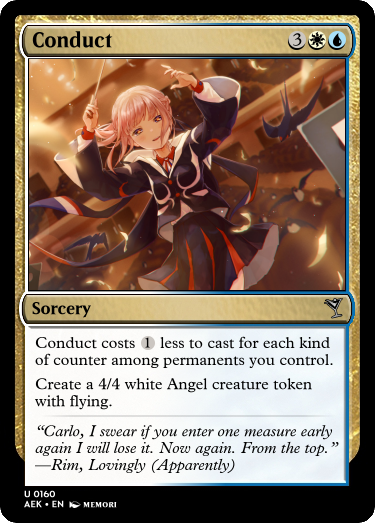 Conduct 3
Sorcery
Conduct costs 1 less to cast for each kind
of counter among permanents you control.
Create a 4/4 white Angel creature token
with flying.
“Carlo, I swear if you enter one measure early
again I will lose it. Now again. From the top.”
—Rim, Lovingly (Apparently)
U 0160
AEK • EN MEMORI